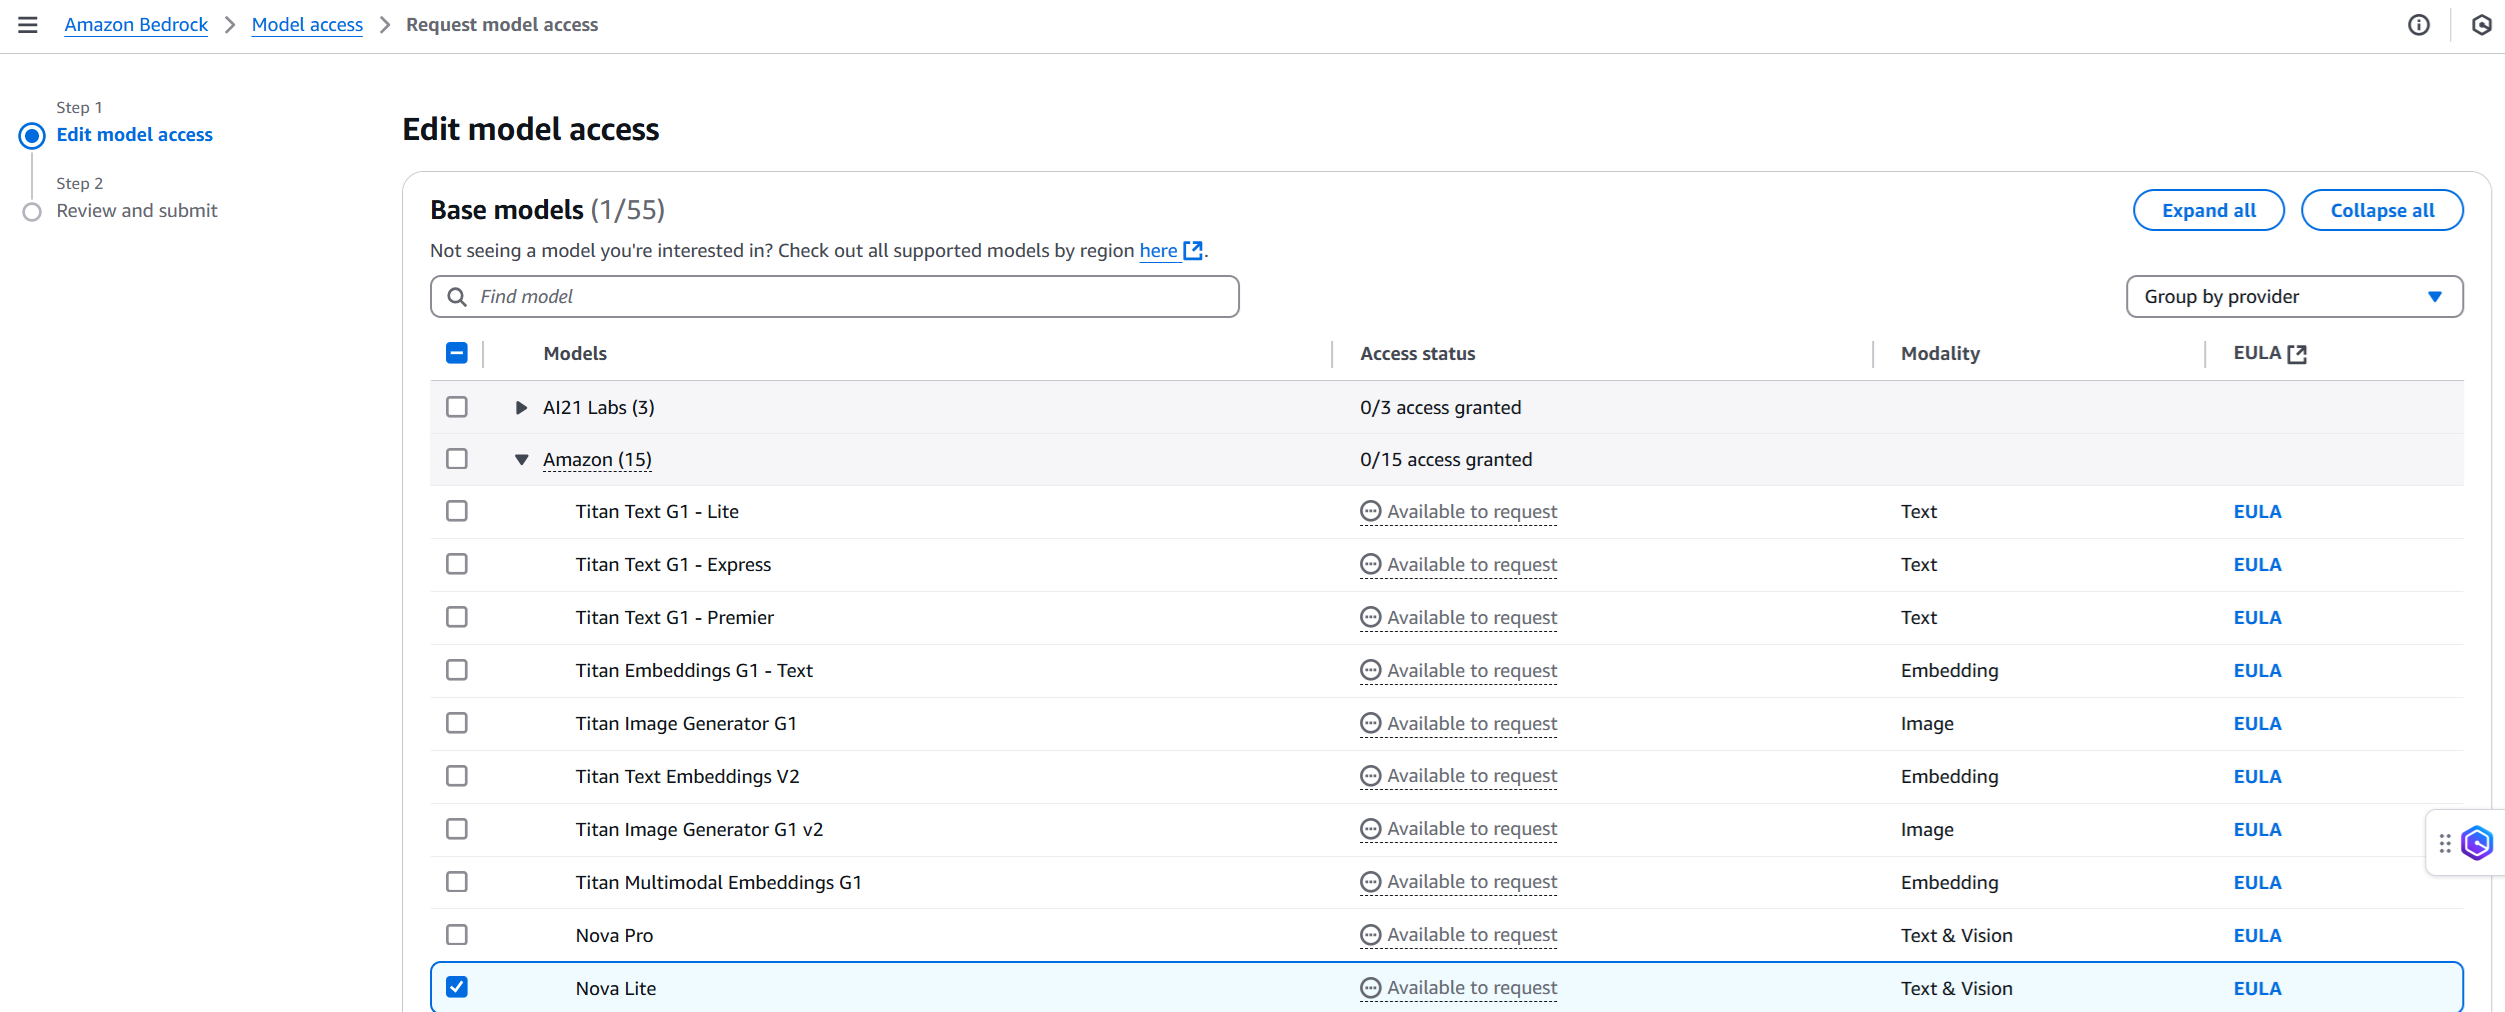 Amazon Bedrock > Model access > Request model access
Step 1
Edit model access
Step 2
Review and submit
Edit model access
Base models (1/55)
Expand all
Collapse all
Not seeing a model you're interested in? Check out all supported models by region here.
Find model
Group by provider
Models Access status Modality EULA
AI21 Labs (3) 0/3 access granted
Amazon (15) 0/15 access granted
Titan Text G1 - Lite Available to request Text EULA
Titan Text G1 - Express Available to request Text EULA
Titan Text G1 - Premier Available to request Text EULA
Titan Embeddings G1 - Text Available to request Embedding EULA
Titan Image Generator G1 Available to request Image EULA
Titan Text Embeddings V2 Available to request Embedding EULA
Titan Image Generator G1 v2 Available to request Image EULA
Titan Multimodal Embeddings G1 Available to request Embedding EULA
Nova Pro Available to request Text & Vision EULA
Nova Lite Available to request Text & Vision EULA